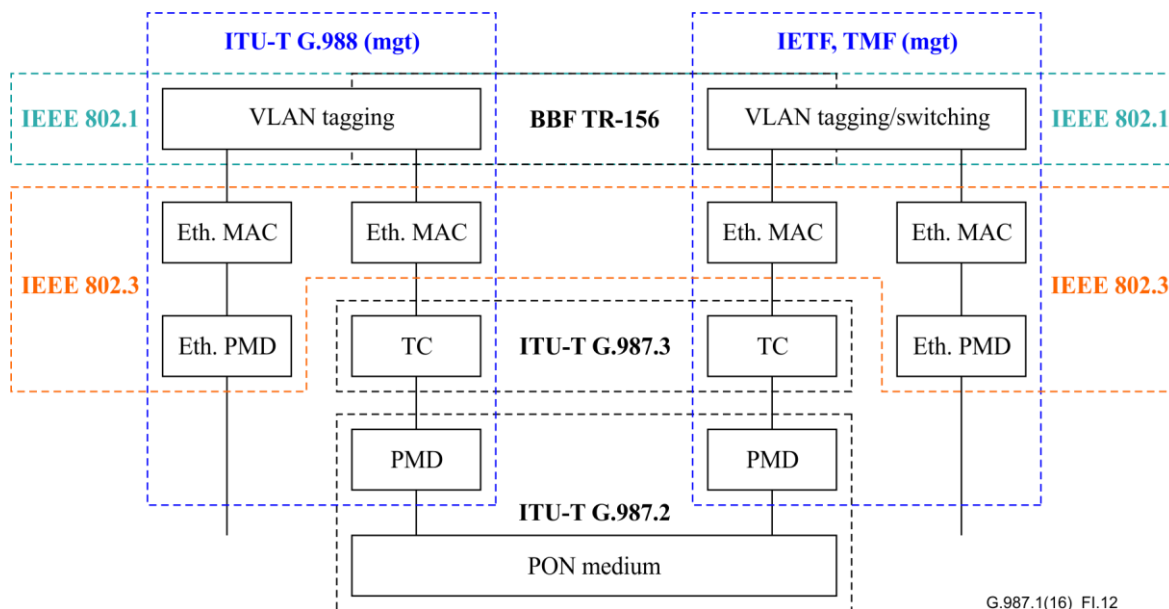 ITU-T G.988 (mgt)
IETF, TMF (mgt)
IEEE 802.1
VLAN tagging
BBF TR-156
VLAN tagging/switching
IEEE 802.1
Eth. MAC
Eth. MAC
Eth. MAC
Eth. MAC
IEEE 802.3
IEEE 802.3
Eth. PMD
TC
ITU-T G.987.3
TC
Eth. PMD
PMD
PMD
ITU-T G.987.2
PON medium
G.987.1(16)_FI.12